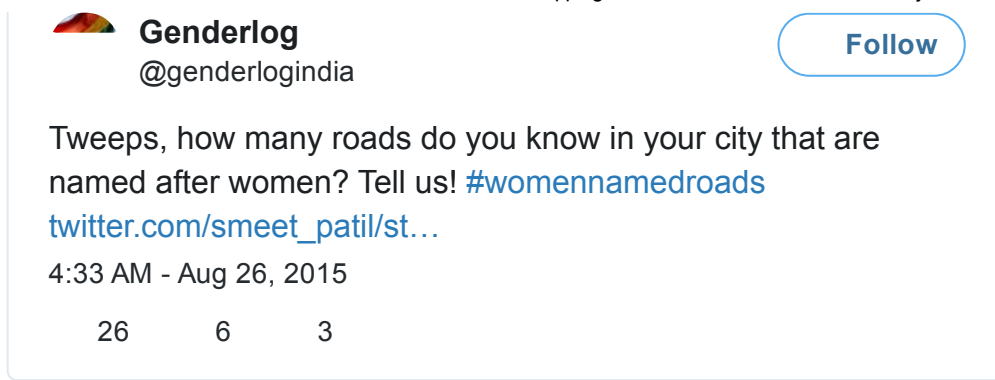 Genderlog
Follow
@genderlogindia
Tweeps, how many roads do you know in your city that are
named after women? Tell us! #womennamedroads
twitter.com/smeet_patil/st…
4:33 AM - Aug 26, 2015
26 6 3